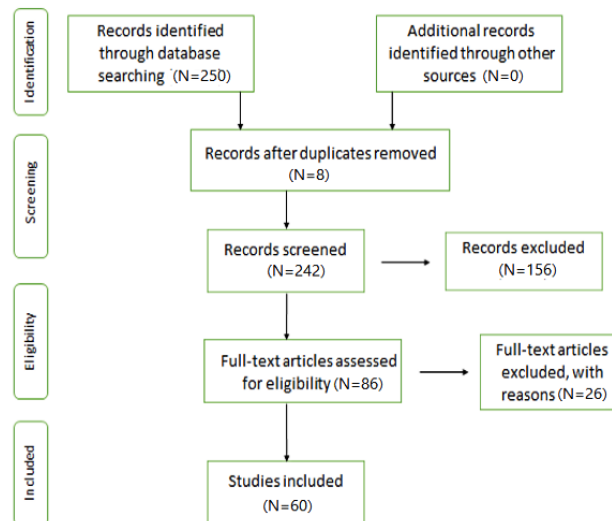 Identification
Records identified
through database
searching (N=250)
Additional records
identified through other
sources (N=0)
Screening
Records after duplicates removed
(N=8)
Records screened
(N=242)
Records excluded
(N=156)
Eligibility
Full-text articles assessed
for eligibility (N=86)
Full-text articles
excluded, with
reasons (N=26)
Included
Studies included
(N=60)